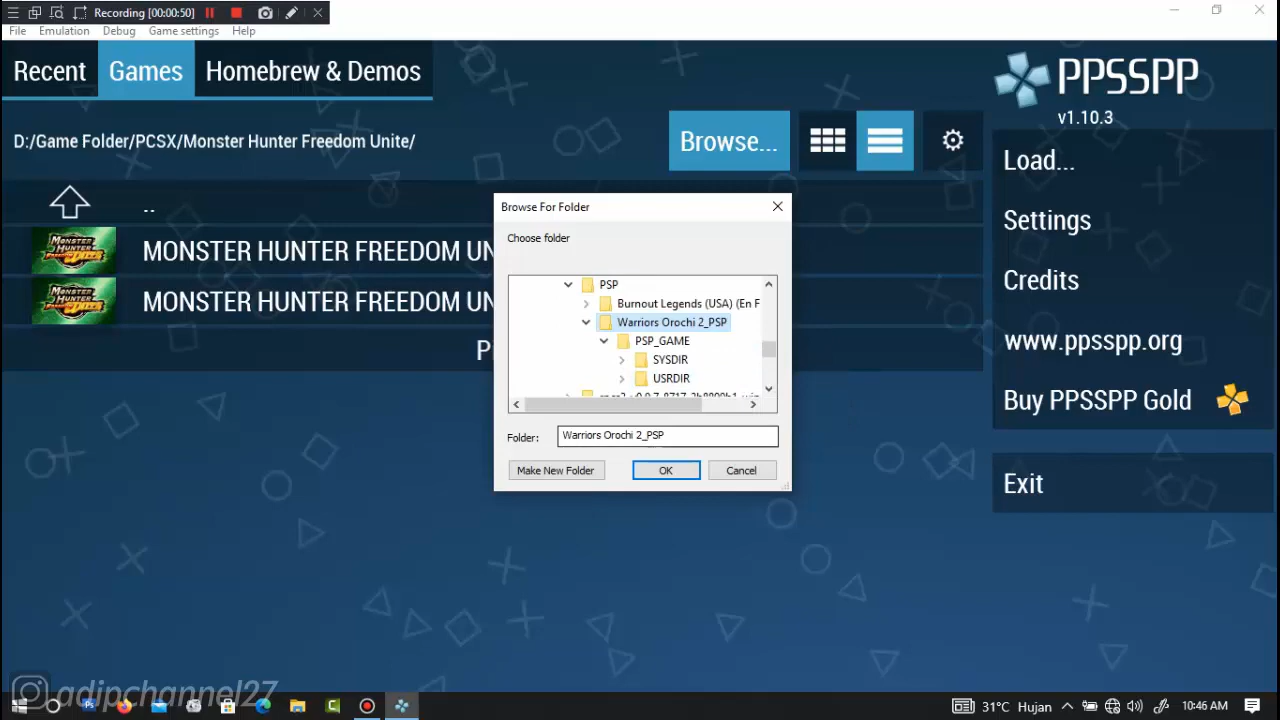 Recording [00:00:50]
File Emulation Debug Game settings Help
Recent Games Homebrew & Demos
PPSSPP
v1.10.3
D:/Game Folder/PCSX/Monster Hunter Freedom Unite/
Browse...
..
MONSTER HUNTER FREEDOM UN
MONSTER HUNTER FREEDOM UN
Load...
Settings
Credits
www.ppsspp.org
Buy PPSSPP Gold
Exit
Browse For Folder
Choose folder
PSP
Burnout Legends (USA) (En F
Warriors Orochi 2_PSP
PSP_GAME
SYSDIR
USRDIR
Folder: Warriors Orochi 2_PSP
Make New Folder OK Cancel
adipchannel27
31°C Hujan 10:46 AM